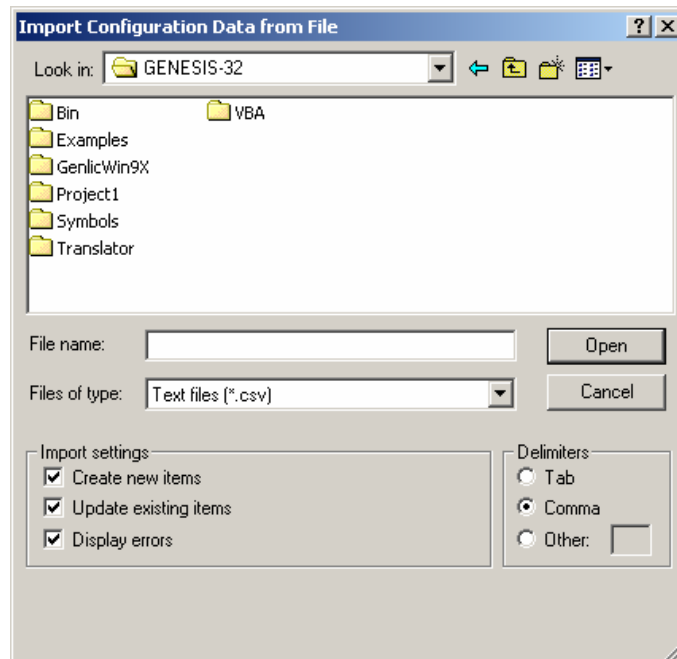 Import Configuration Data from File
Look in: GENESIS-32
Bin VBA
Examples
GenlicWin9X
Project1
Symbols
Translator
File name: Open
Files of type: Text files (*.csv) Cancel
Import settings Delimiters
Create new items Tab
Update existing items Comma
Display errors Other: